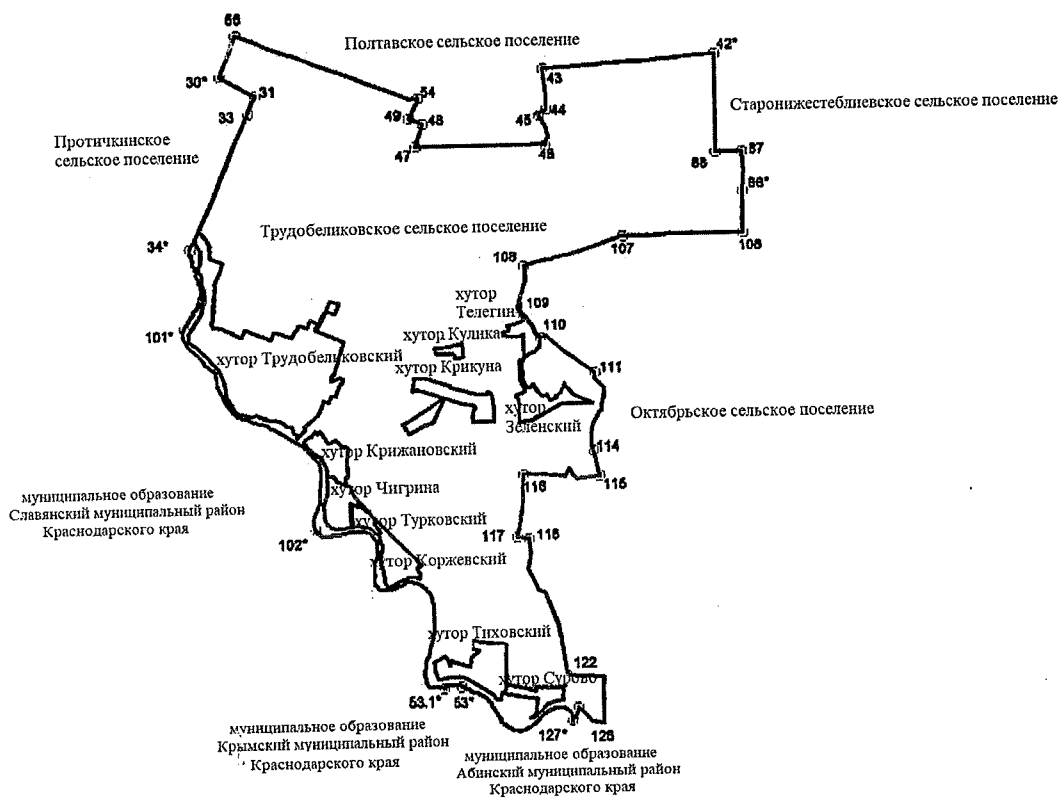 55
Полтавское сельское поселение
42*
43
30*
31
54
Старонижестеблиевское сельское поселение
33
49
48
45
44
Протичкинское
сельское поселение
47
46
88
87
86*
34*
Трудобеликовское сельское поселение
107
106
108
хутор
Телегин
109
101*
хутор Кулика
110
хутор Трудобеликовский
хутор Крикуна
111
хутор
Зеленский
Октябрьское сельское поселение
хутор Крижановский
114
116
115
хутор Чигрина
муниципальное образование
Славянский муниципальный район
Краснодарского края
хутор Турковский
102*
117
118
хутор Коржевский
хутор Тиховский
122
хутор Сурово
53.1*
53*
127*
126
муниципальное образование
Крымский муниципальный район
Краснодарского края
муниципальное образование
Абинский муниципальный район
Краснодарского края